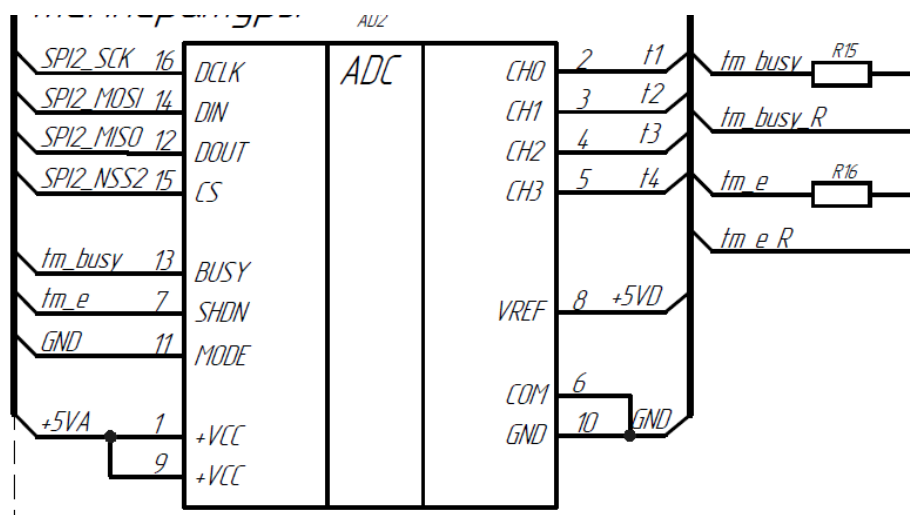 AD2
SPI2_SCK 16 DCLK ADC CH0 2 t1 tm_busy R15
SPI2_MOSI 14 DIN CH1 3 t2 tm_busy_R
SPI2_MISO 12 DOUT CH2 4 t3
SPI2_NSS2 15 CS CH3 5 t4 tm_e R16
tm_busy 13 BUSY tm_e_R
tm_e 7 SHDN VREF 8 +5VD
GND 11 MODE
COM 6
+5VA 1 +VCC GND 10 GND
9 +VCC